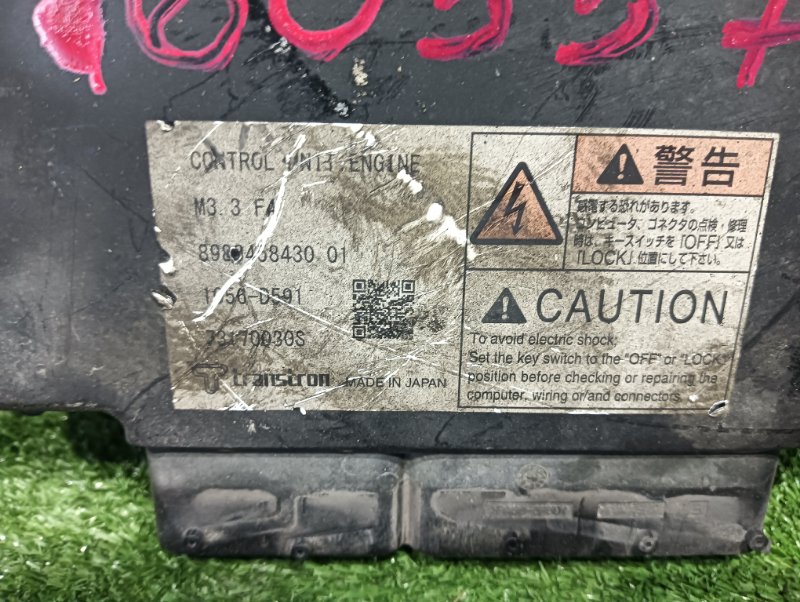 CONTROL UNIT ENGINE
M3.3 FA
01
1056-D591
transtron MADE IN JAPAN
警告
感電する恐れがあります。
コンピュータ、コネクタの点検・修理
時は、キースイッチを「OFF」又は
「LOCK」位置にして下さい。
CAUTION
To avoid electric shock:
Set the key switch to the "OFF" or "LOCK"
position before checking or repairing the
computer, wiring or/and connectors.